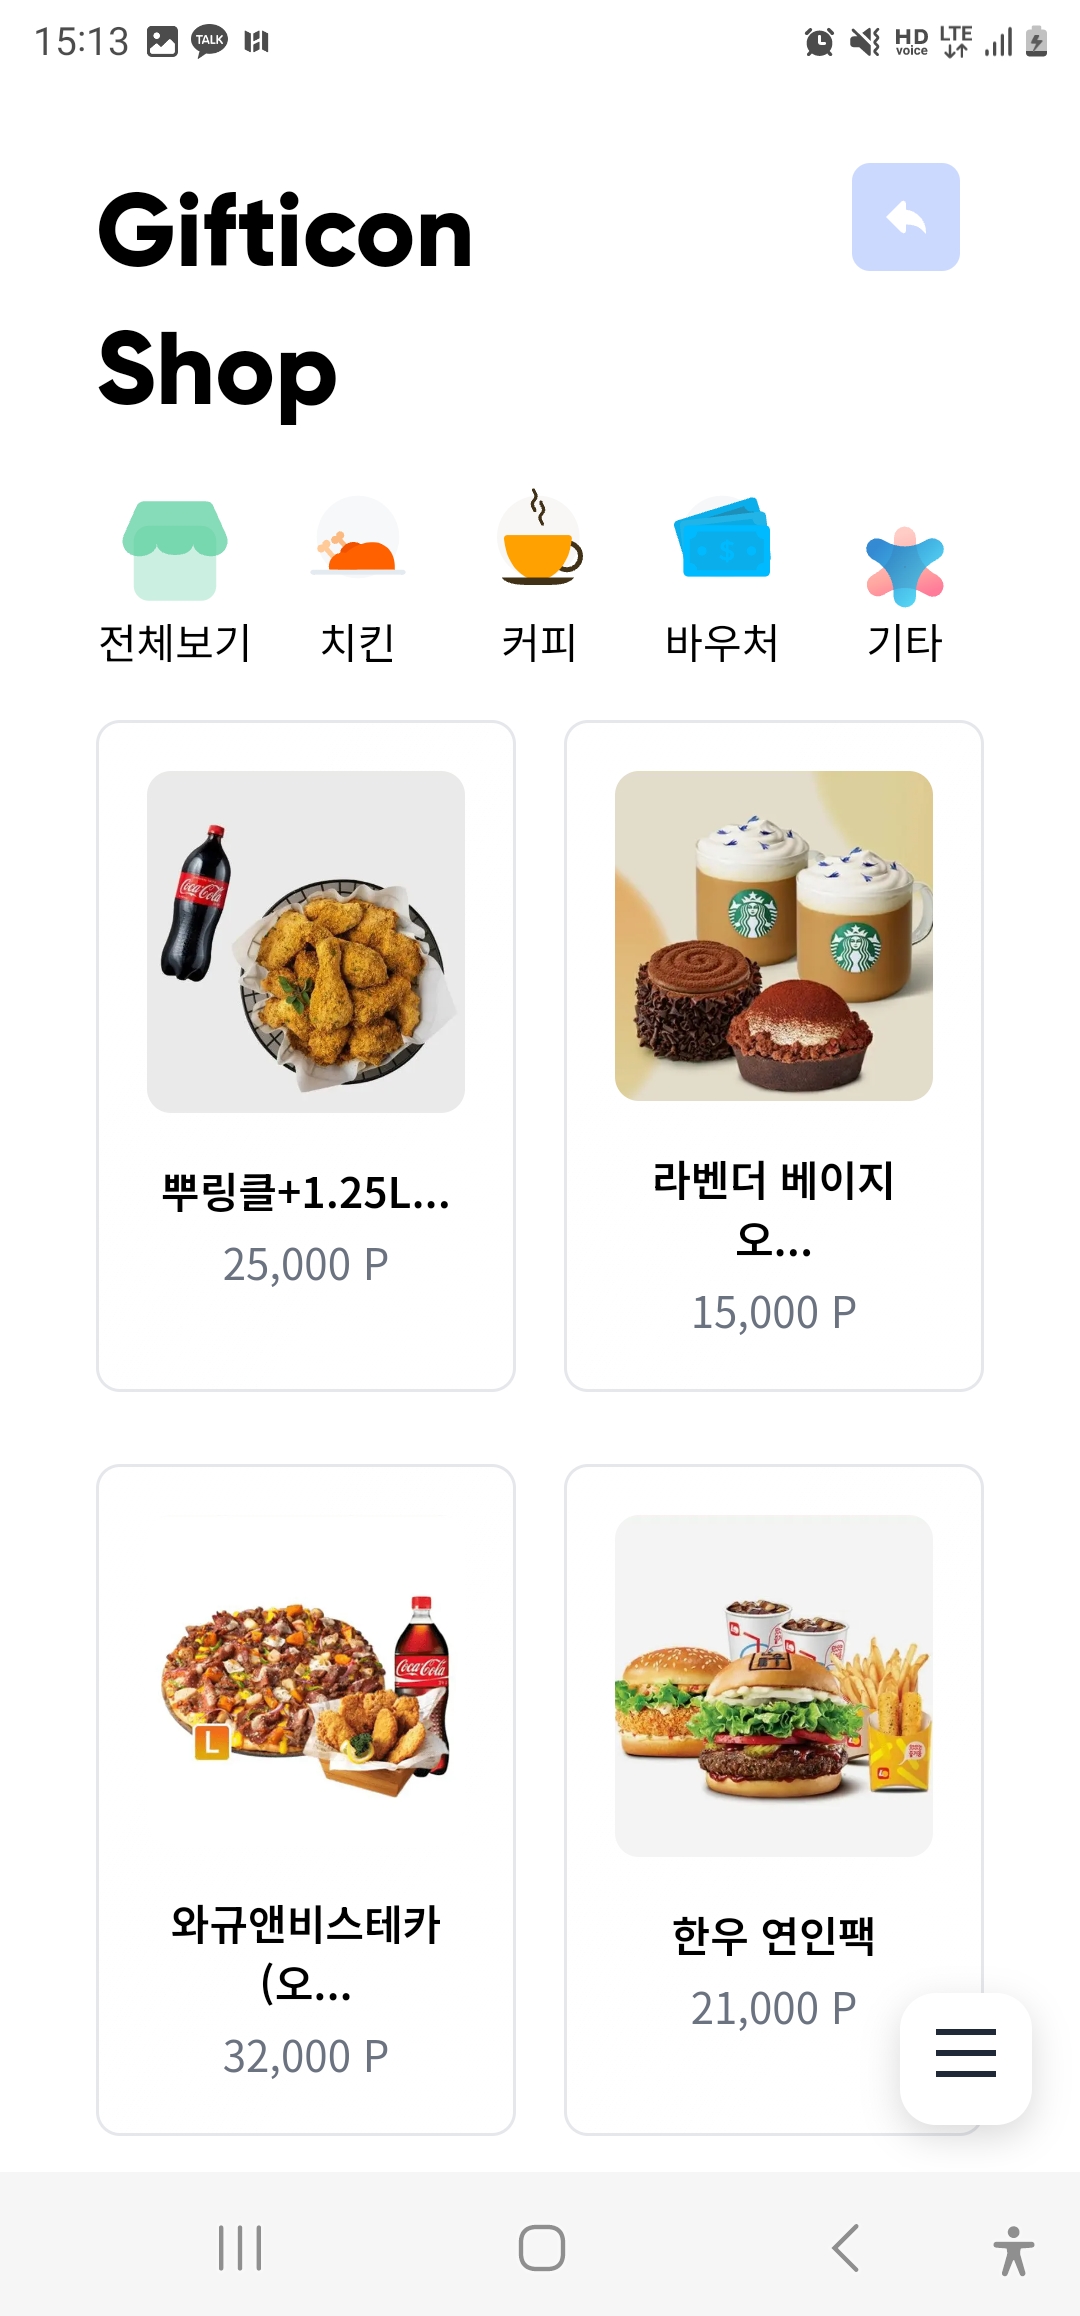 15:13
TALK
HD voice
LTE
Gifticon
Shop
전체보기
치킨
커피
바우처
기타
Coca-Cola
뿌링클+1.25L...
25,000 P
라벤더 베이지
오...
15,000 P
Coca-Cola
L
와규앤비스테카
(오...
32,000 P
한우
한우 연인팩
21,000 P